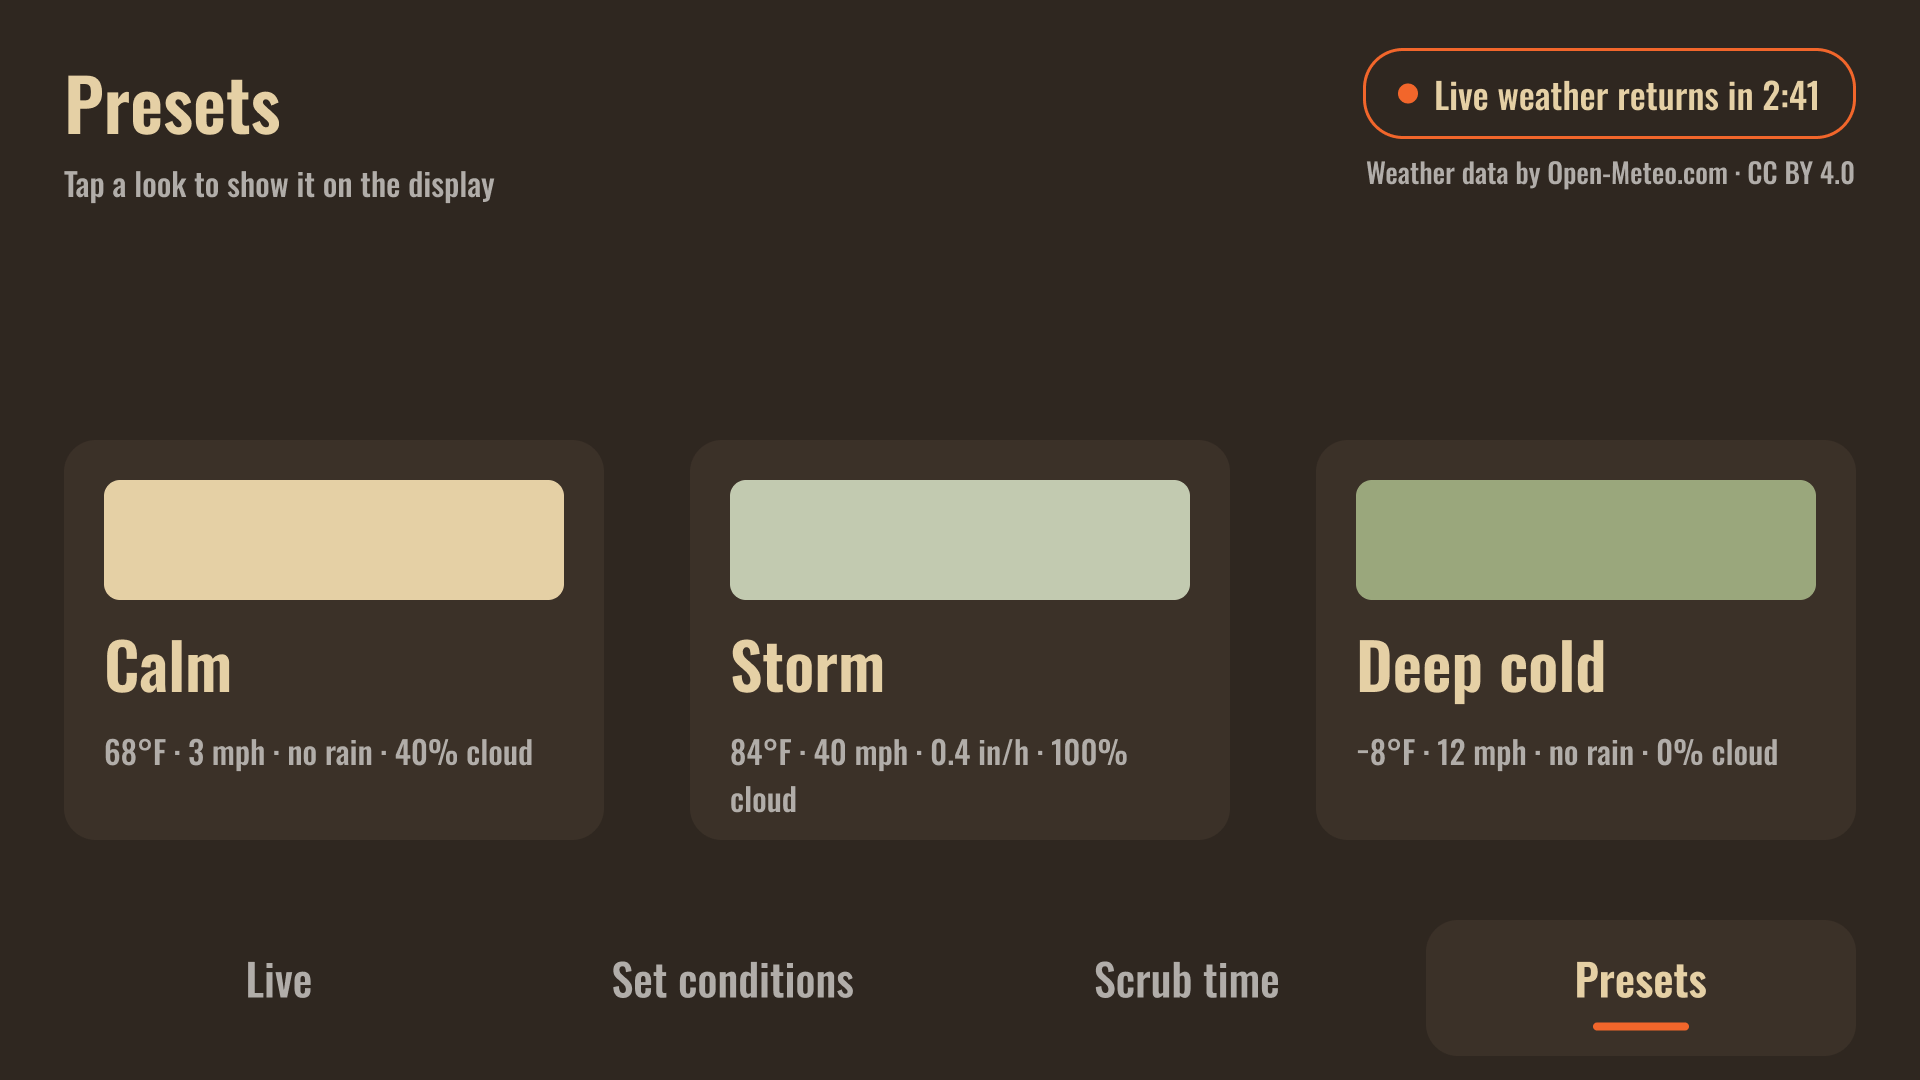 Presets
Tap a look to show it on the display
Live weather returns in 2:41
Weather data by Open-Meteo.com · CC BY 4.0
Calm
68°F · 3 mph · no rain · 40% cloud
Storm
84°F · 40 mph · 0.4 in/h · 100%
cloud
Deep cold
−8°F · 12 mph · no rain · 0% cloud
Live
Set conditions
Scrub time
Presets